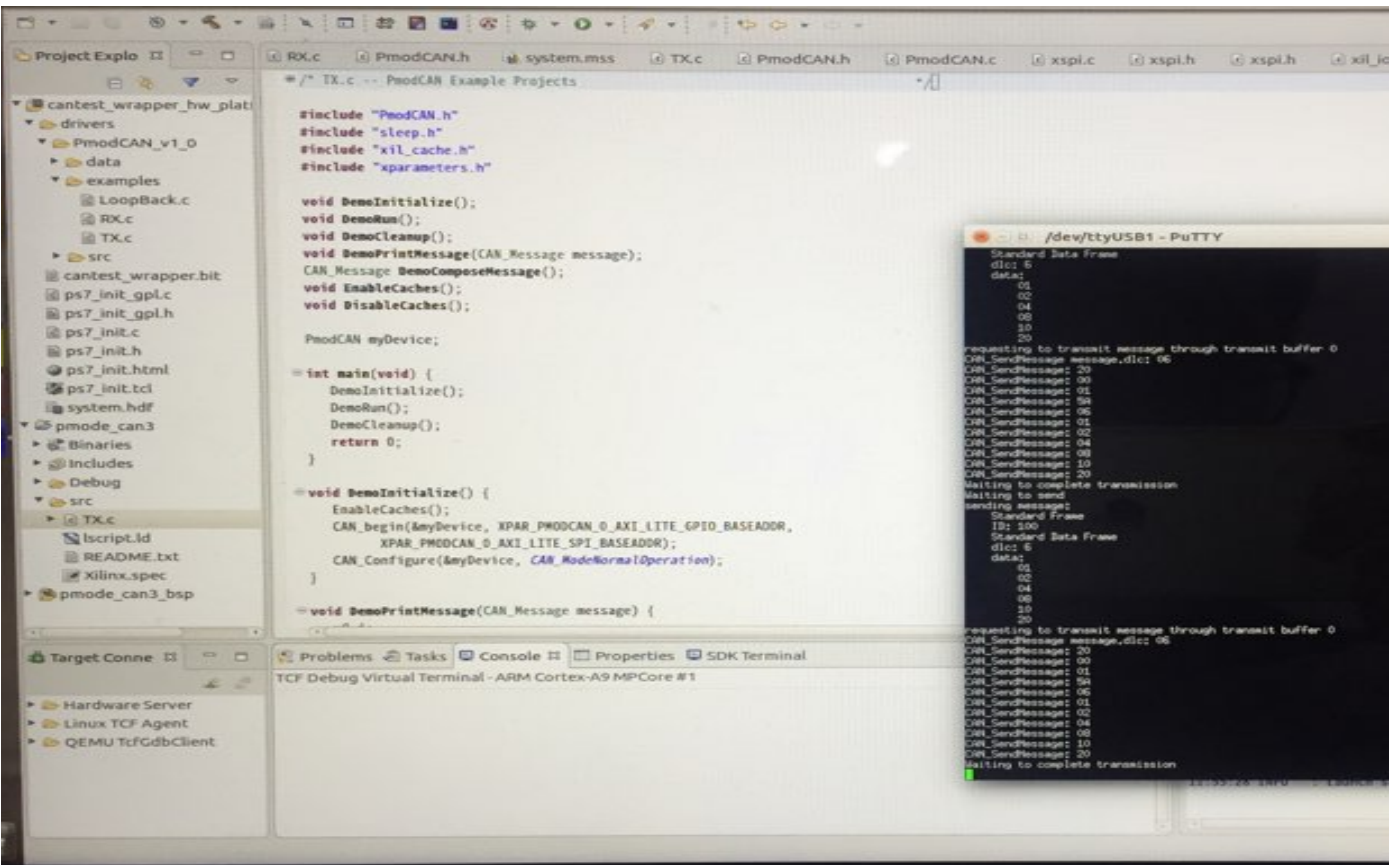 Project Explo
cantest_wrapper_hw_plat
drivers
PmodCAN_v1_0
data
examples
LoopBack.c
RX.c
TX.c
src
cantest_wrapper.bit
ps7_init_gpl.c
ps7_init_gpl.h
ps7_init.c
ps7_init.h
ps7_init.html
ps7_init.tcl
system.hdf
pmode_can3
Binaries
Includes
Debug
src
TX.c
lscript.ld
README.txt
Xilinx.spec
pmode_can3_bsp
RX.c PmodCAN.h system.mss TX.c PmodCAN.h PmodCAN.c xspi.c xspi.h xspi.h xil_io
/* TX.c -- PmodCAN Example Projects */
#include "PmodCAN.h"
#include "sleep.h"
#include "xil_cache.h"
#include "xparameters.h"
void DemoInitialize();
void DemoRun();
void DemoCleanup();
void DemoPrintMessage(CAN_Message message);
CAN_Message DemoComposeMessage();
void EnableCaches();
void DisableCaches();
PmodCAN myDevice;
int main(void) {
DemoInitialize();
DemoRun();
DemoCleanup();
return 0;
}
void DemoInitialize() {
EnableCaches();
CAN_begin(&myDevice, XPAR_PMODCAN_0_AXI_LITE_GPIO_BASEADDR,
XPAR_PMODCAN_0_AXI_LITE_SPI_BASEADDR);
CAN_Configure(&myDevice, CAN_ModeNormalOperation);
}
void DemoPrintMessage(CAN_Message message) {
/dev/ttyUSB1 - PuTTY
Standard Data Frame
dlc: 6
data:
01
02
04
08
10
20
requesting to transmit message through transmit buffer 0
CAN_SendMessage message.dlc: 06
CAN_SendMessage: 20
CAN_SendMessage: 00
CAN_SendMessage: 01
CAN_SendMessage: 5A
CAN_SendMessage: 06
CAN_SendMessage: 01
CAN_SendMessage: 02
CAN_SendMessage: 04
CAN_SendMessage: 08
CAN_SendMessage: 10
CAN_SendMessage: 20
Waiting to complete transmission
Waiting to send
sending message:
Standard Frame
ID: 100
Standard Data Frame
dlc: 6
data:
01
02
04
08
10
20
requesting to transmit message through transmit buffer 0
CAN_SendMessage message.dlc: 06
CAN_SendMessage: 20
CAN_SendMessage: 00
CAN_SendMessage: 01
CAN_SendMessage: 5A
CAN_SendMessage: 06
CAN_SendMessage: 01
CAN_SendMessage: 02
CAN_SendMessage: 04
CAN_SendMessage: 08
CAN_SendMessage: 10
CAN_SendMessage: 20
Waiting to complete transmission
Target Conne
Hardware Server
Linux TCF Agent
QEMU TcfGdbClient
Problems Tasks Console Properties SDK Terminal
TCF Debug Virtual Terminal - ARM Cortex-A9 MPCore #1